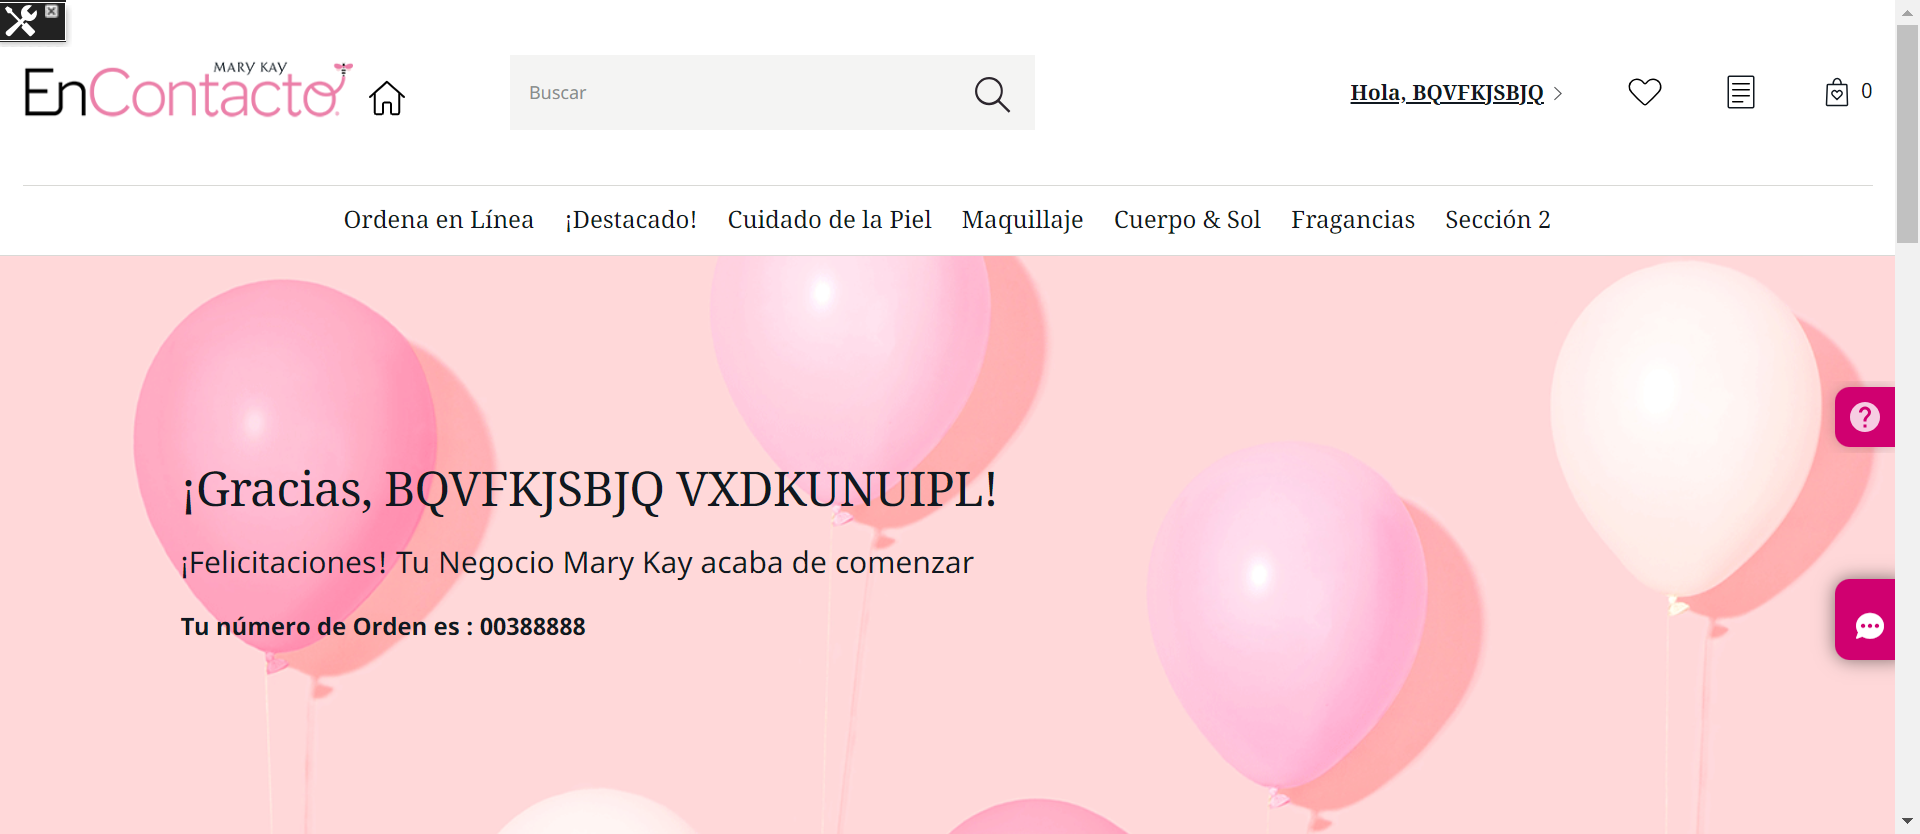 MARY KAY
EnContacto
Buscar
Hola, BQVFKJSBJQ
0
Ordena en Línea ¡Destacado! Cuidado de la Piel Maquillaje Cuerpo & Sol Fragancias Sección 2
¡Gracias, BQVFKJSBJQ VXDKUNUIPL!
¡Felicitaciones! Tu Negocio Mary Kay acaba de comenzar
Tu número de Orden es : 00388888